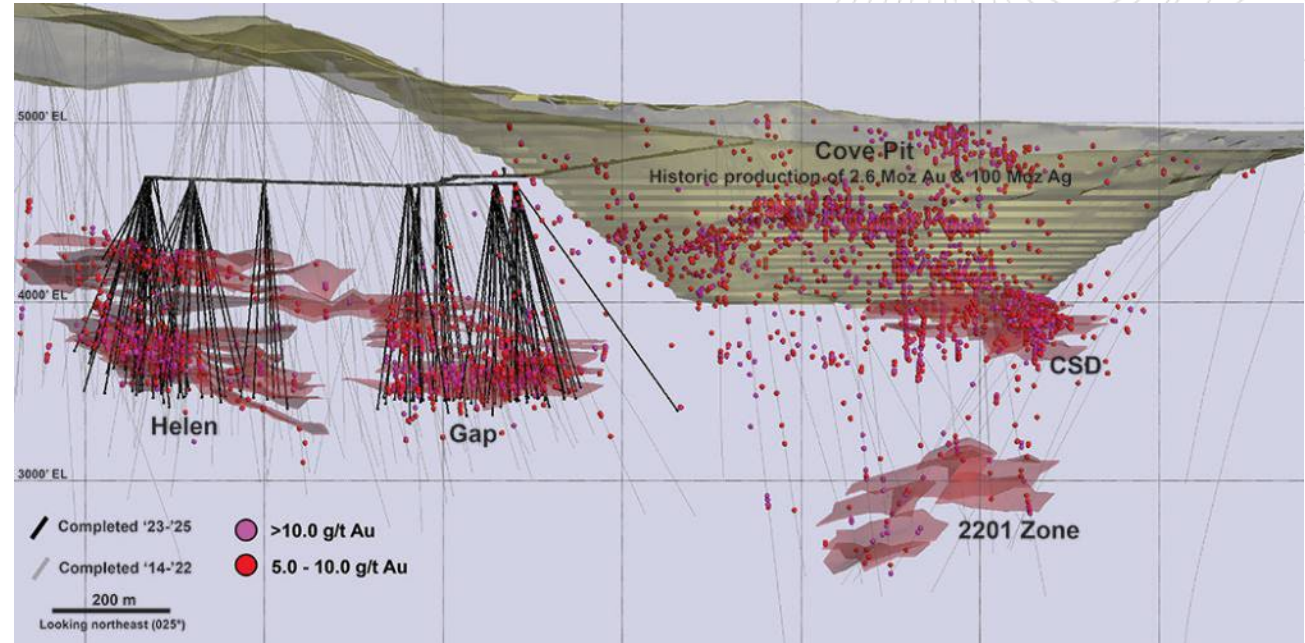 5000' EL
Cove Pit
Historic production of 2.6 Moz Au & 100 Moz Ag
4000' EL
CSD
Helen
Gap
3000' EL
2201 Zone
Completed '23-'25
>10.0 g/t Au
Completed '14-'22
5.0 - 10.0 g/t Au
200 m
Looking northeast (025°)